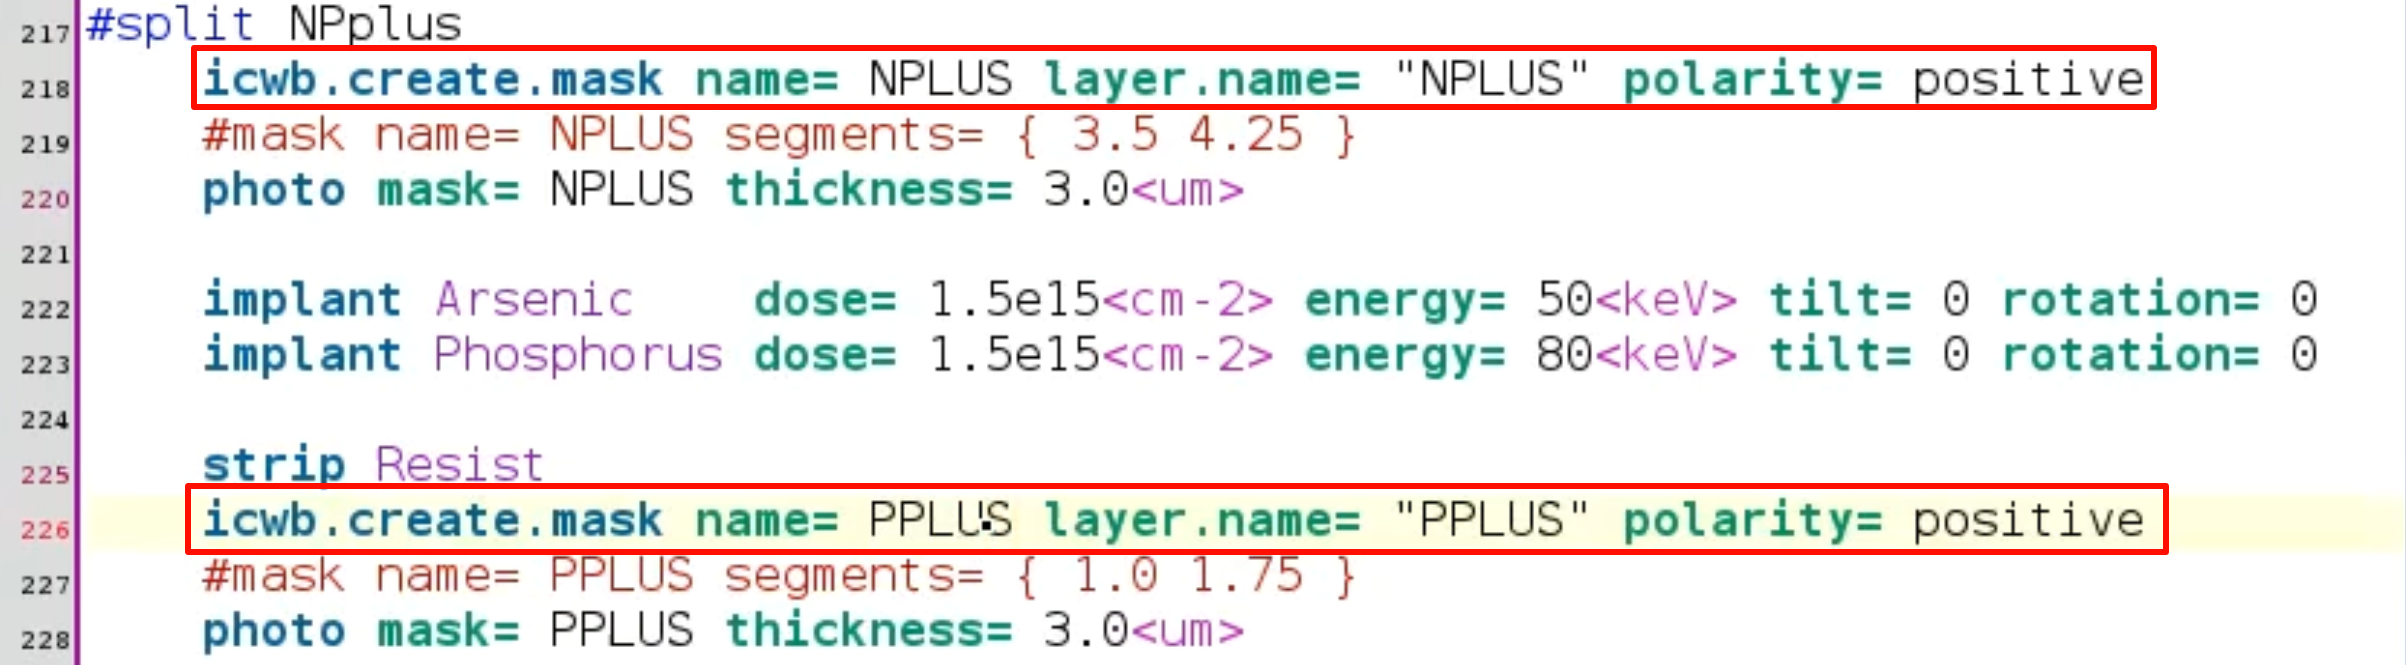 217 #split NPplus
218 icwb.create.mask name= NPLUS layer.name= "NPLUS" polarity= positive
219 #mask name= NPLUS segments= { 3.5 4.25 }
220 photo mask= NPLUS thickness= 3.0<um>
221
222 implant Arsenic dose= 1.5e15<cm-2> energy= 50<keV> tilt= 0 rotation= 0
223 implant Phosphorus dose= 1.5e15<cm-2> energy= 80<keV> tilt= 0 rotation= 0
224
225 strip Resist
226 icwb.create.mask name= PPLUS layer.name= "PPLUS" polarity= positive
227 #mask name= PPLUS segments= { 1.0 1.75 }
228 photo mask= PPLUS thickness= 3.0<um>